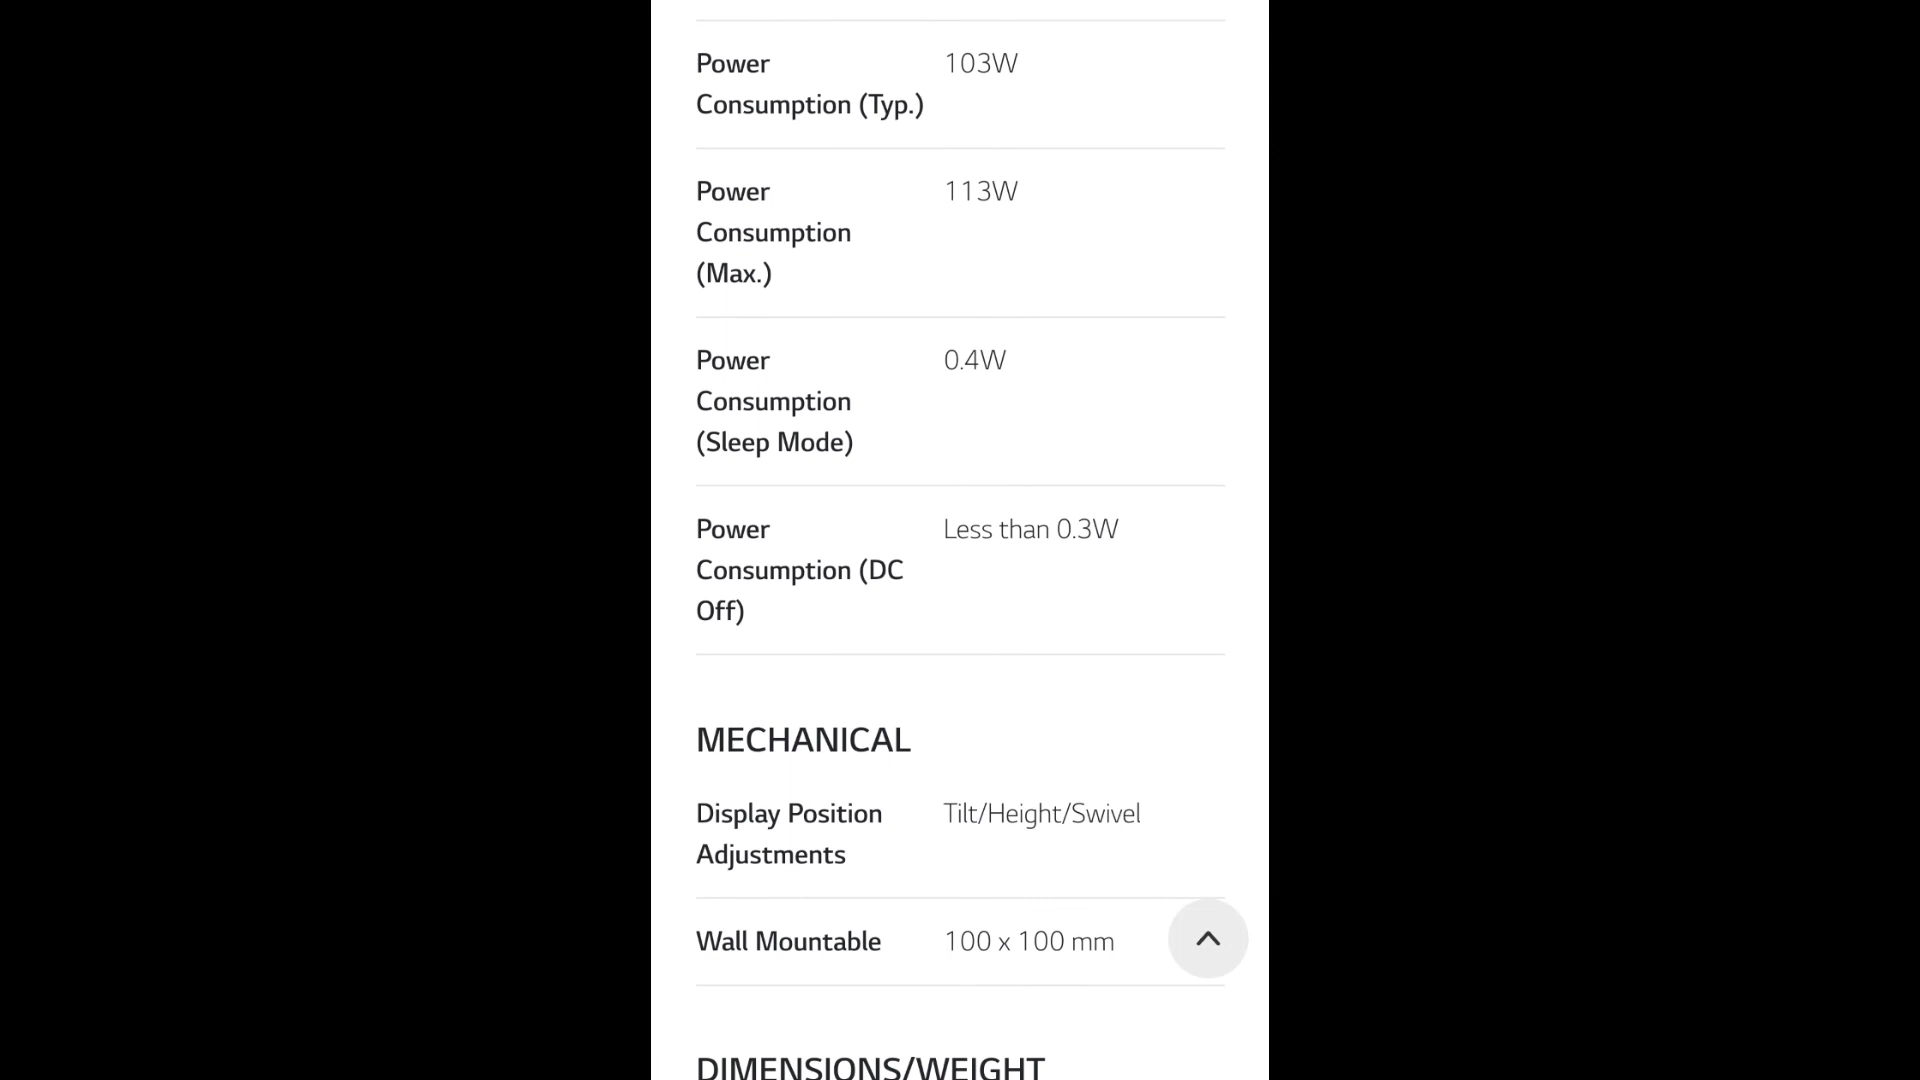 Power 103W
Consumption (Typ.)
Power 113W
Consumption
(Max.)
Power 0.4W
Consumption
(Sleep Mode)
Power Less than 0.3W
Consumption (DC
Off)
MECHANICAL
Display Position Tilt/Height/Swivel
Adjustments
Wall Mountable 100 x 100 mm
DIMENSIONS/WEIGHT